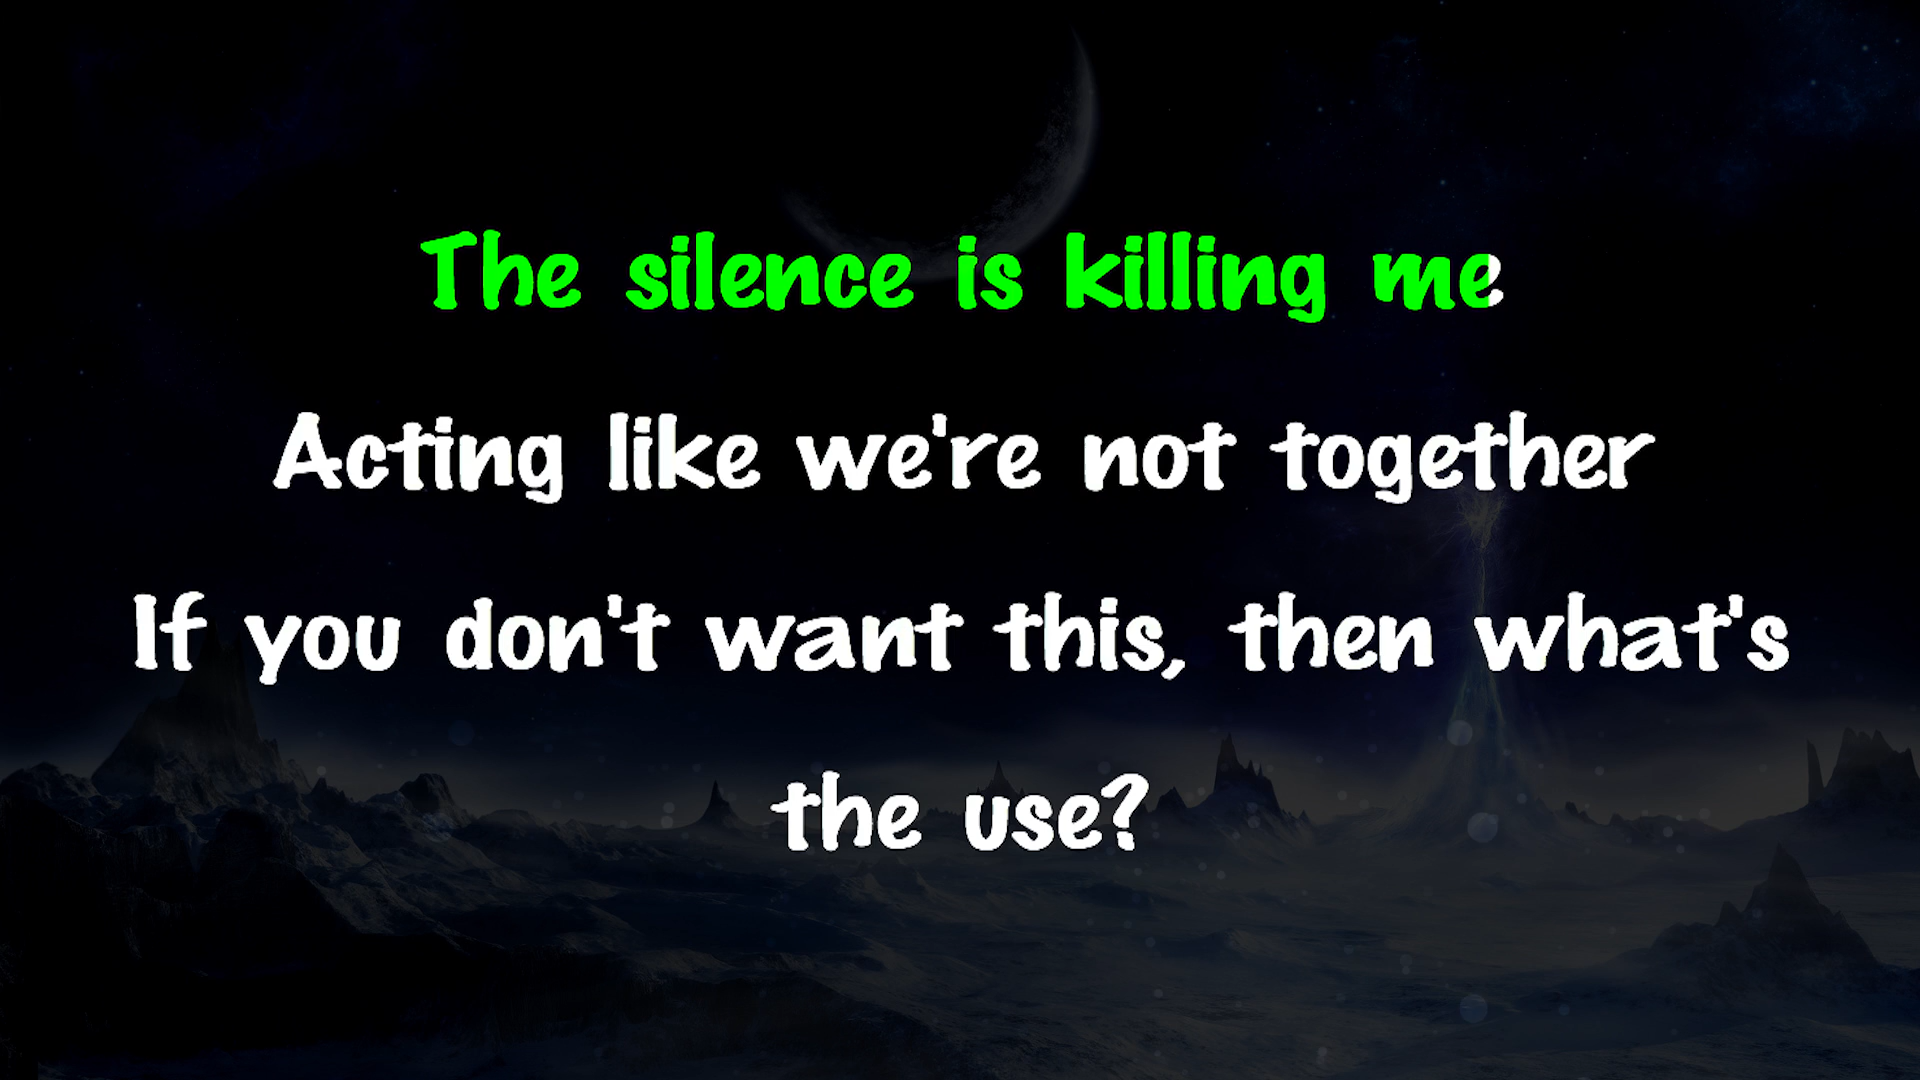 The silence is killing me
Acting like we're not together
If you don't want this, then what's
the use?